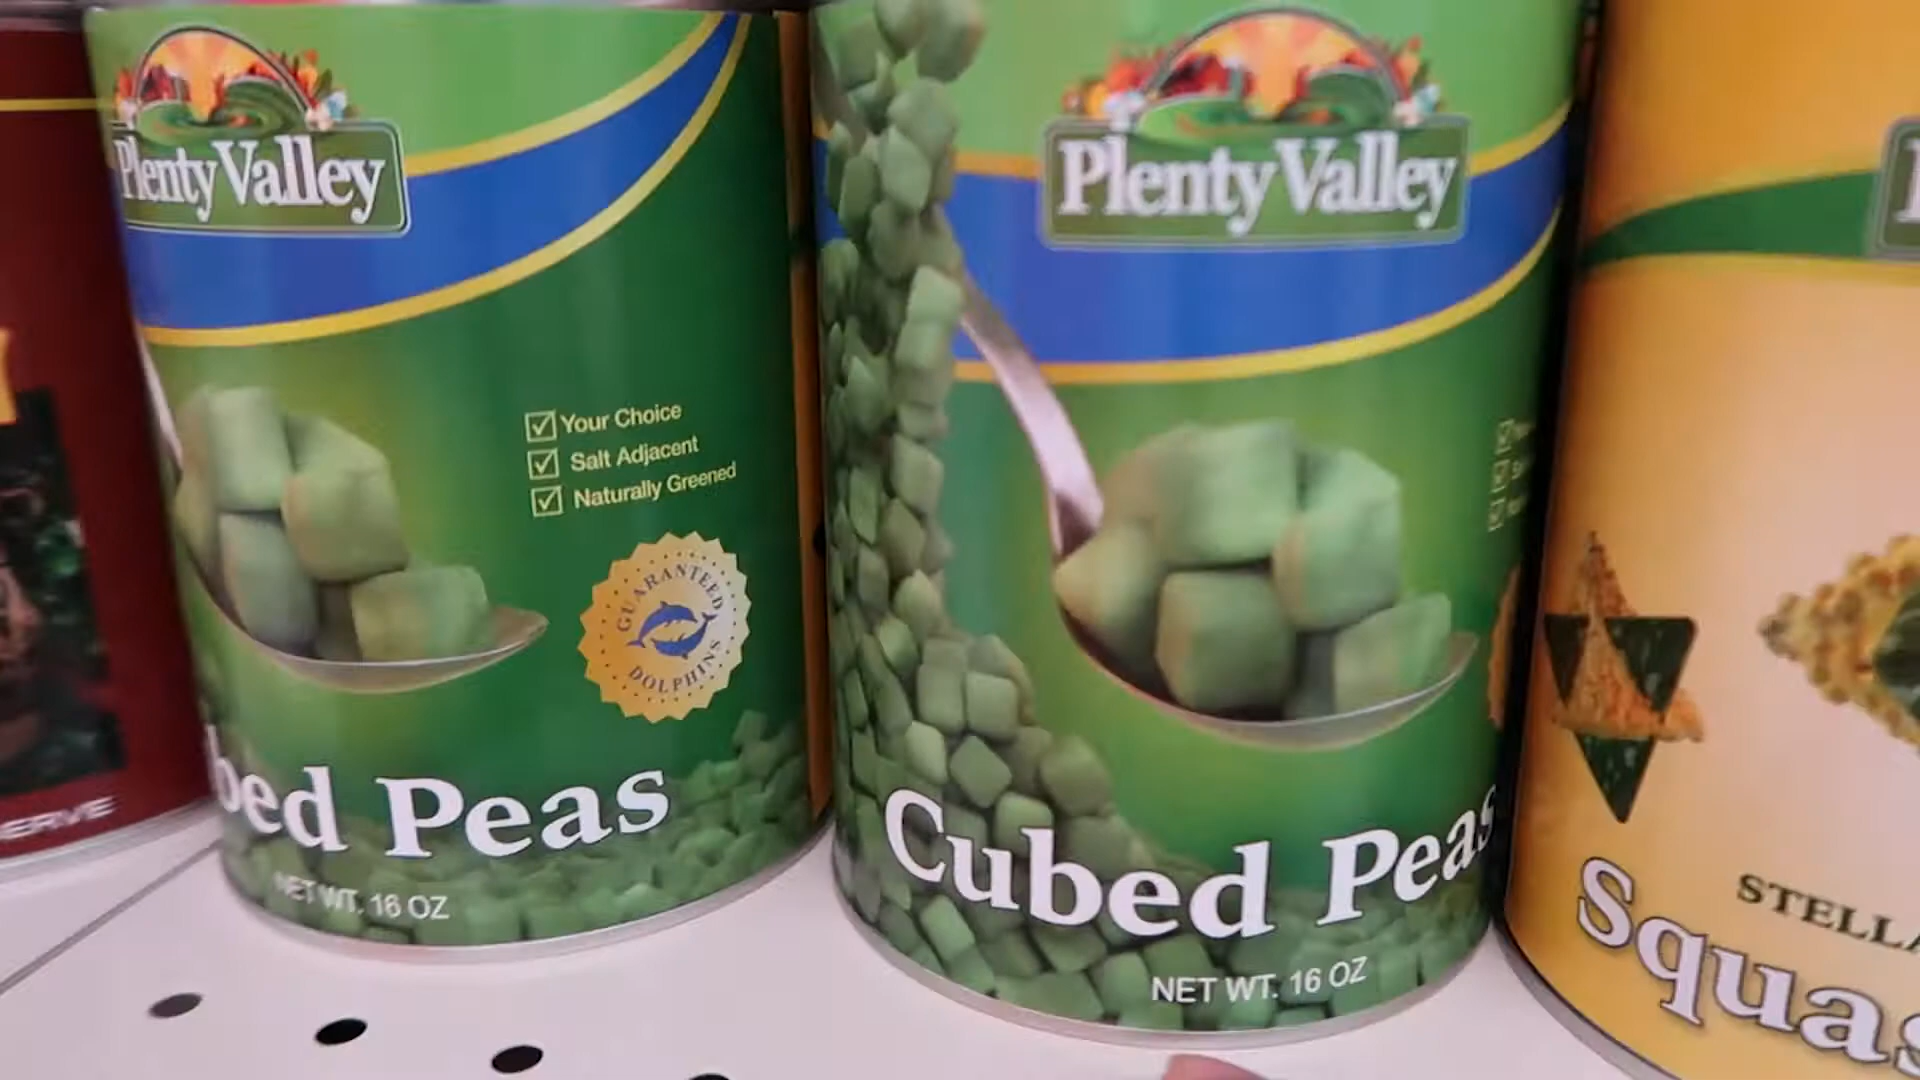 Plenty Valley
Your Choice
Salt Adjacent
Naturally Greened
GUARANTEED
DOLPHINS
bed Peas
NET WT. 16 OZ
Plenty Valley
Cubed Peas
NET WT. 16 OZ
STELLA
Squas
ERVE